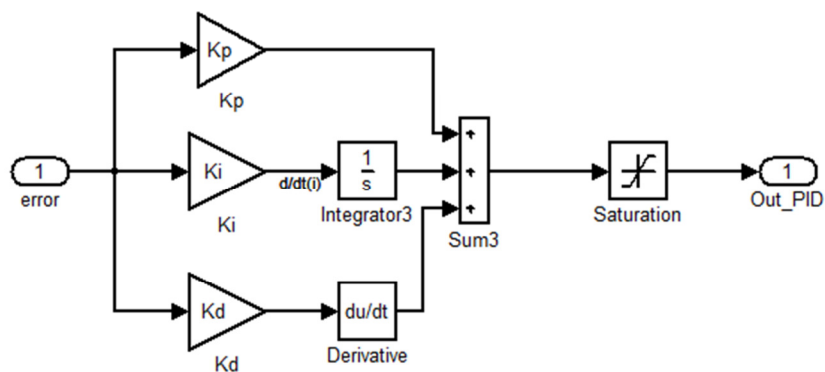 Kp
Kp
1
error
Ki
d/dt(i)
Ki
1
s
Integrator3
+
+
+
Sum3
Saturation
1
Out_PID
Kd
Kd
du/dt
Derivative